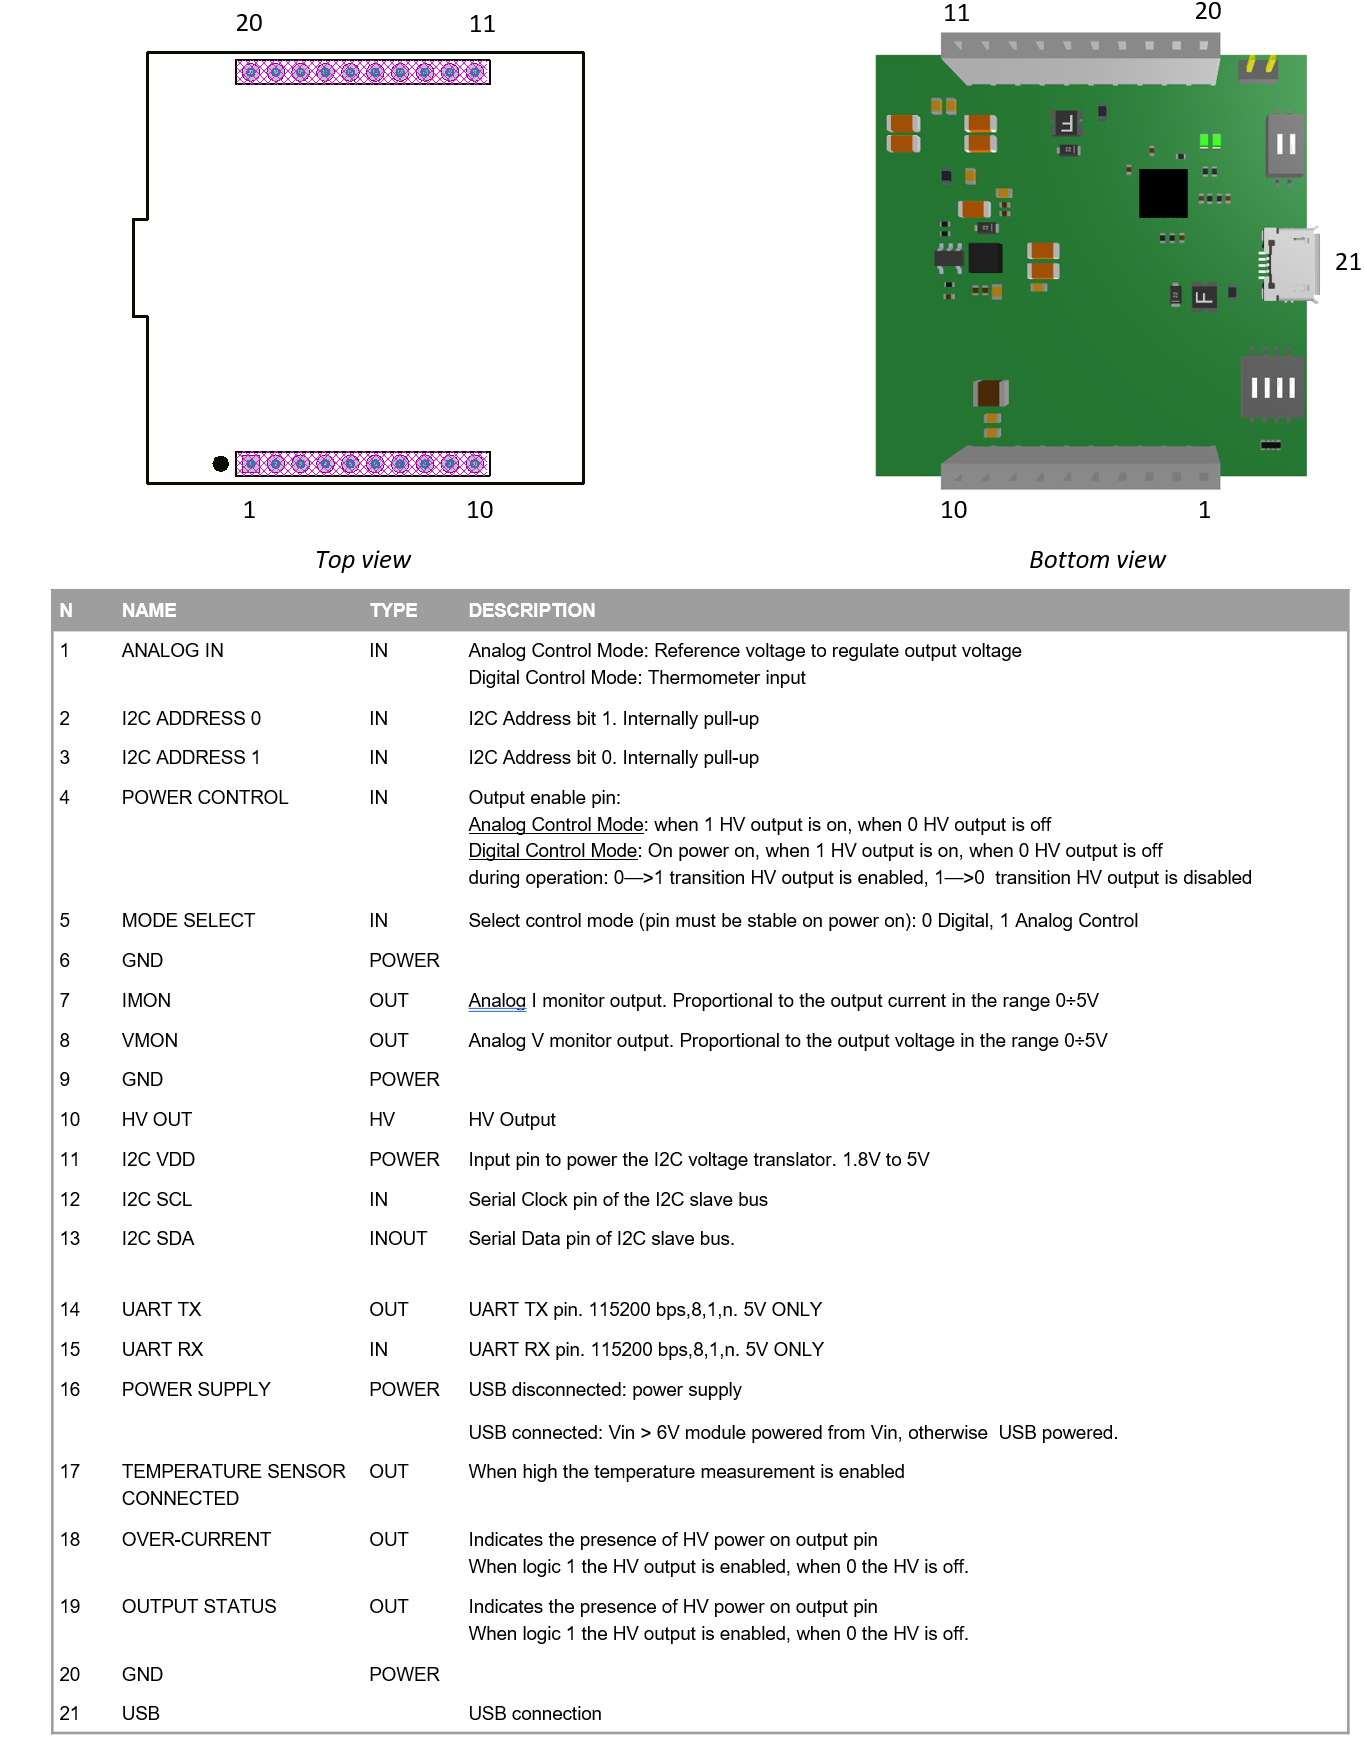 20 11
11 20
21
1 10
10 1
Top view
Bottom view
N NAME TYPE DESCRIPTION
1 ANALOG IN IN Analog Control Mode: Reference voltage to regulate output voltage
Digital Control Mode: Thermometer input
2 I2C ADDRESS 0 IN I2C Address bit 1. Internally pull-up
3 I2C ADDRESS 1 IN I2C Address bit 0. Internally pull-up
4 POWER CONTROL IN Output enable pin:
Analog Control Mode: when 1 HV output is on, when 0 HV output is off
Digital Control Mode: On power on, when 1 HV output is on, when 0 HV output is off
during operation: 0—>1 transition HV output is enabled, 1—>0 transition HV output is disabled
5 MODE SELECT IN Select control mode (pin must be stable on power on): 0 Digital, 1 Analog Control
6 GND POWER
7 IMON OUT Analog I monitor output. Proportional to the output current in the range 0÷5V
8 VMON OUT Analog V monitor output. Proportional to the output voltage in the range 0÷5V
9 GND POWER
10 HV OUT HV HV Output
11 I2C VDD POWER Input pin to power the I2C voltage translator. 1.8V to 5V
12 I2C SCL IN Serial Clock pin of the I2C slave bus
13 I2C SDA INOUT Serial Data pin of I2C slave bus.
14 UART TX OUT UART TX pin. 115200 bps,8,1,n. 5V ONLY
15 UART RX IN UART RX pin. 115200 bps,8,1,n. 5V ONLY
16 POWER SUPPLY POWER USB disconnected: power supply
USB connected: Vin > 6V module powered from Vin, otherwise USB powered.
17 TEMPERATURE SENSOR OUT When high the temperature measurement is enabled
CONNECTED
18 OVER-CURRENT OUT Indicates the presence of HV power on output pin
When logic 1 the HV output is enabled, when 0 the HV is off.
19 OUTPUT STATUS OUT Indicates the presence of HV power on output pin
When logic 1 the HV output is enabled, when 0 the HV is off.
20 GND POWER
21 USB USB connection